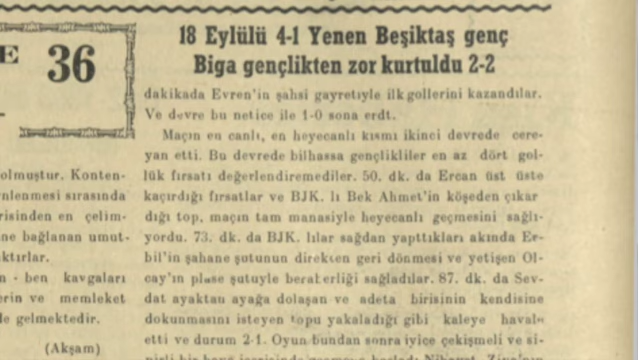 E
36
olmuştur. Konten-
nlenmesi sırasında
risinden en çelim-
ne bağlanan umut-
ktırlar.
n - ben kavgaları
erin ve memleket
le gelmektedir.
(Akşam)
18 Eylülü 4-1 Yenen Beşiktaş genç
Biga gençlikten zor kurtuldu 2-2
dakikada Evren'in şahsi gayretiyle ilk gollerini kazandılar.
Ve devre bu netice ile 1-0 sona erdt.
Maçın en canlı, en heyecanlı kısmı ikinci devrede cere-
yan etti. Bu devrede bilhassa gençlikliler en az dört gol-
lük fırsatı değerlendiremediler. 50. dk. da Ercan üst üste
kaçırdığı fırsatlar ve BJK. lı Bek Ahmet'in köşeden çıkar
dığı top, maçın tam manasiyle heyecanlı geçmesini sağlı-
yordu. 73. dk. da BJK. lılar sağdan yapttıkları akında Er-
bil'in şahane şutunun direkten geri dönmesi ve yetişen Ol-
cay'ın plase şutuyle beraberliği sağladılar. 87. dk. da Sev-
dat ayaktan ayağa dolaşan ve adeta birisinin kendisine
dokunmasını isteyen topu yakaladığı gibi kaleye havale
etti ve durum 2-1. Oyun bundan sonra iyice çekişmeli ve si-